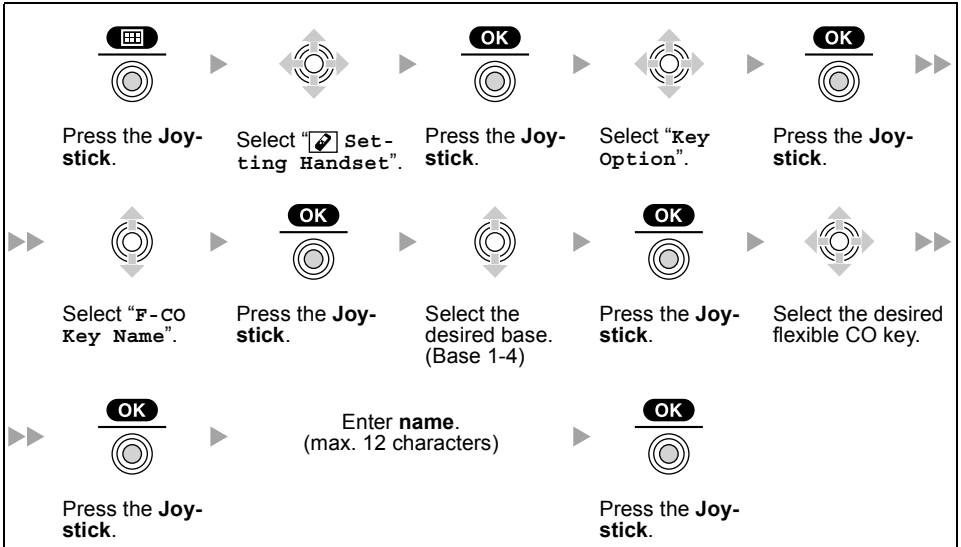 OK
OK
Press the Joy-
stick.
Select “ Set-
ting Handset”.
Press the Joy-
stick.
Select “Key
Option”.
Press the Joy-
stick.
OK
OK
Select “F-CO
Key Name”.
Press the Joy-
stick.
Select the
desired base.
(Base 1-4)
Press the Joy-
stick.
Select the desired
flexible CO key.
OK
Enter name.
(max. 12 characters)
OK
Press the Joy-
stick.
Press the Joy-
stick.